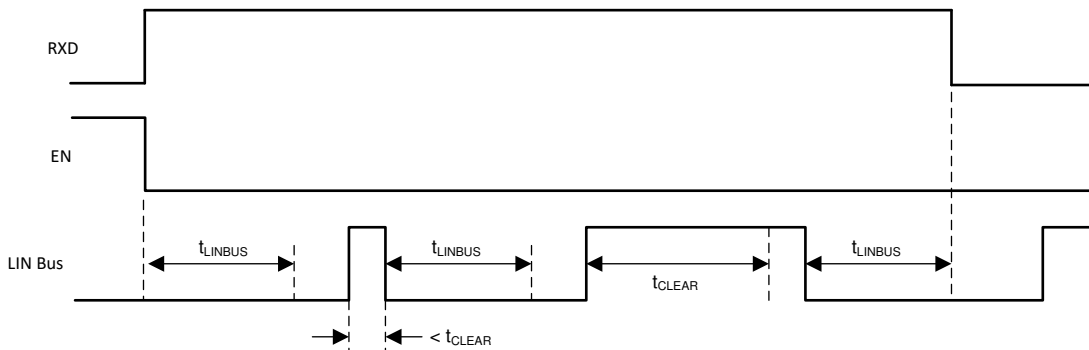 RXD
EN
LIN Bus
tLINBUS
tLINBUS
tCLEAR
tLINBUS
< tCLEAR